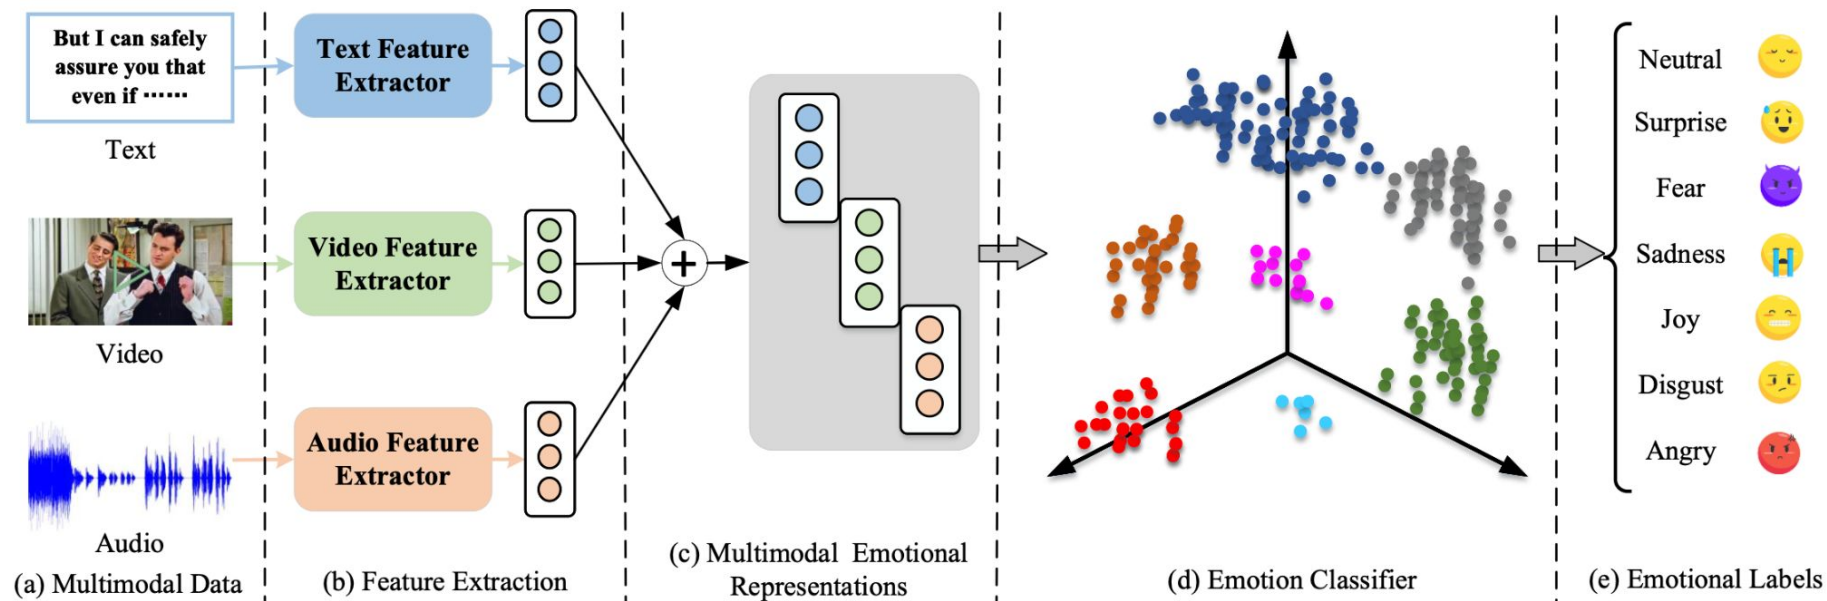 But I can safely
assure you that
even if ······
Text
Video
Audio
(a) Multimodal Data
Text Feature
Extractor
Video Feature
Extractor
Audio Feature
Extractor
(b) Feature Extraction
+
(c) Multimodal Emotional
Representations
(d) Emotion Classifier
Neutral
Surprise
Fear
Sadness
Joy
Disgust
Angry
(e) Emotional Labels